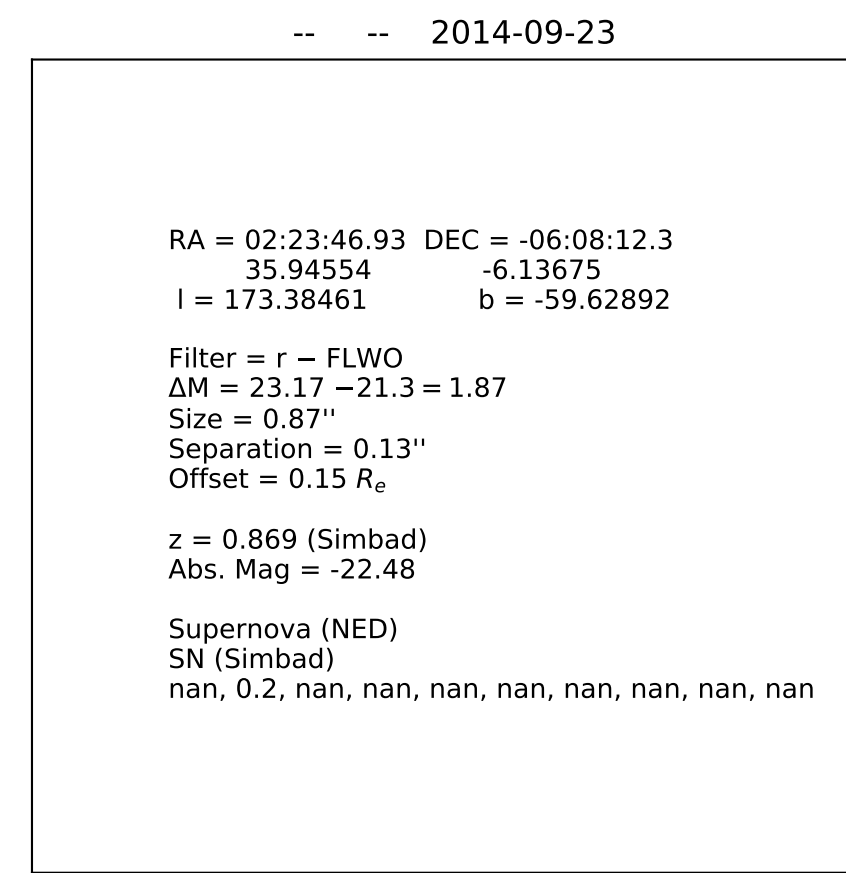 -- -- 2014-09-23
RA = 02:23:46.93 DEC = -06:08:12.3
35.94554 -6.13675
l = 173.38461 b = -59.62892
Filter = r − FLWO
ΔM = 23.17 −21.3 = 1.87
Size = 0.87''
Separation = 0.13''
Offset = 0.15 Rₑ
z = 0.869 (Simbad)
Abs. Mag = -22.48
Supernova (NED)
SN (Simbad)
nan, 0.2, nan, nan, nan, nan, nan, nan, nan, nan